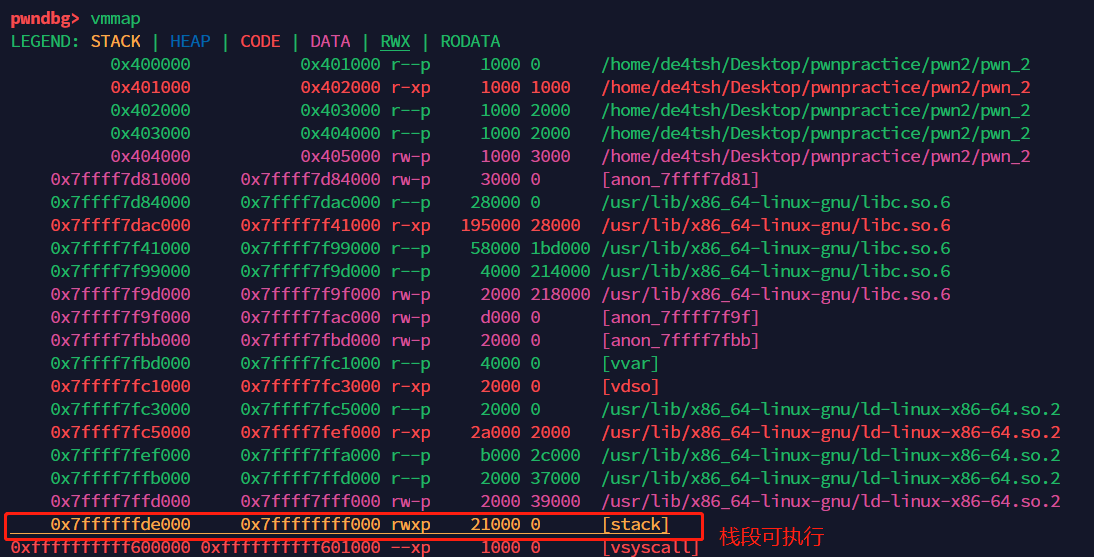 pwndbg> vmmap
LEGEND: STACK | HEAP | CODE | DATA | RWX | RODATA
0x400000 0x401000 r--p 1000 0 /home/de4tsh/Desktop/pwnpractice/pwn2/pwn_2
0x401000 0x402000 r-xp 1000 1000 /home/de4tsh/Desktop/pwnpractice/pwn2/pwn_2
0x402000 0x403000 r--p 1000 2000 /home/de4tsh/Desktop/pwnpractice/pwn2/pwn_2
0x403000 0x404000 r--p 1000 2000 /home/de4tsh/Desktop/pwnpractice/pwn2/pwn_2
0x404000 0x405000 rw-p 1000 3000 /home/de4tsh/Desktop/pwnpractice/pwn2/pwn_2
0x7ffff7d81000 0x7ffff7d84000 rw-p 3000 0 [anon_7ffff7d81]
0x7ffff7d84000 0x7ffff7dac000 r--p 28000 0 /usr/lib/x86_64-linux-gnu/libc.so.6
0x7ffff7dac000 0x7ffff7f41000 r-xp 195000 28000 /usr/lib/x86_64-linux-gnu/libc.so.6
0x7ffff7f41000 0x7ffff7f99000 r--p 58000 1bd000 /usr/lib/x86_64-linux-gnu/libc.so.6
0x7ffff7f99000 0x7ffff7f9d000 r--p 4000 214000 /usr/lib/x86_64-linux-gnu/libc.so.6
0x7ffff7f9d000 0x7ffff7f9f000 rw-p 2000 218000 /usr/lib/x86_64-linux-gnu/libc.so.6
0x7ffff7f9f000 0x7ffff7fac000 rw-p d000 0 [anon_7ffff7f9f]
0x7ffff7fbb000 0x7ffff7fbd000 rw-p 2000 0 [anon_7ffff7fbb]
0x7ffff7fbd000 0x7ffff7fc1000 r--p 4000 0 [vvar]
0x7ffff7fc1000 0x7ffff7fc3000 r-xp 2000 0 [vdso]
0x7ffff7fc3000 0x7ffff7fc5000 r--p 2000 0 /usr/lib/x86_64-linux-gnu/ld-linux-x86-64.so.2
0x7ffff7fc5000 0x7ffff7fef000 r-xp 2a000 2000 /usr/lib/x86_64-linux-gnu/ld-linux-x86-64.so.2
0x7ffff7fef000 0x7ffff7ffa000 r--p b000 2c000 /usr/lib/x86_64-linux-gnu/ld-linux-x86-64.so.2
0x7ffff7ffb000 0x7ffff7ffd000 r--p 2000 37000 /usr/lib/x86_64-linux-gnu/ld-linux-x86-64.so.2
0x7ffff7ffd000 0x7ffff7fff000 rw-p 2000 39000 /usr/lib/x86_64-linux-gnu/ld-linux-x86-64.so.2
0x7ffffffde000 0x7ffffffff000 rwxp 21000 0 [stack] 栈段可执行
0xffffffffff600000 0xffffffffff601000 --xp 1000 0 [vsyscall]